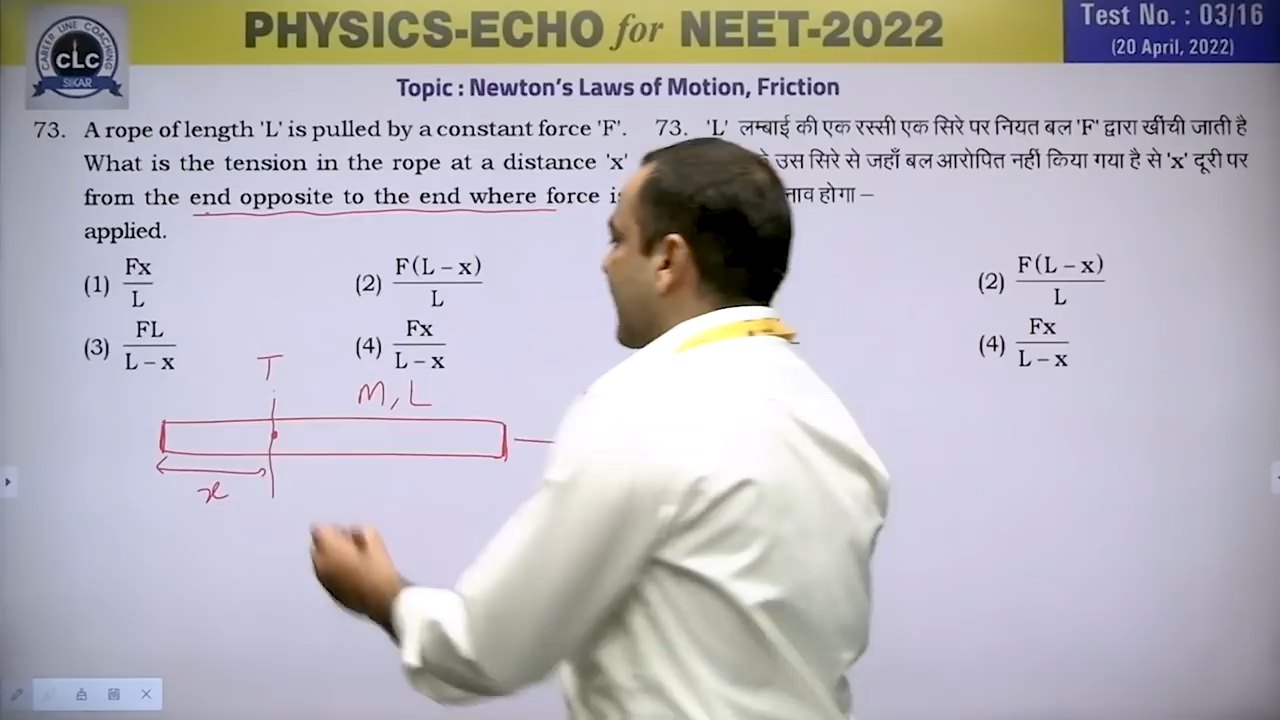 PHYSICS-ECHO for NEET-2022
Test No. : 03/16
(20 April, 2022)
CAREER LINE COACHING
CLC
SIKAR
Topic : Newton's Laws of Motion, Friction
73. A rope of length 'L' is pulled by a constant force 'F'.
What is the tension in the rope at a distance 'x'
from the end opposite to the end where force is
applied.
(1) Fx/L (2) F(L – x)/L
(3) FL/L – x (4) Fx/L – x
73. 'L' लम्बाई की एक रस्सी एक सिरे पर नियत बल 'F' द्वारा खींची जाती है
उस सिरे से जहाँ बल आरोपित नहीं किया गया है से 'x' दूरी पर
होगा –
(2) F(L – x)/L
(4) Fx/L – x
T
M, L
x